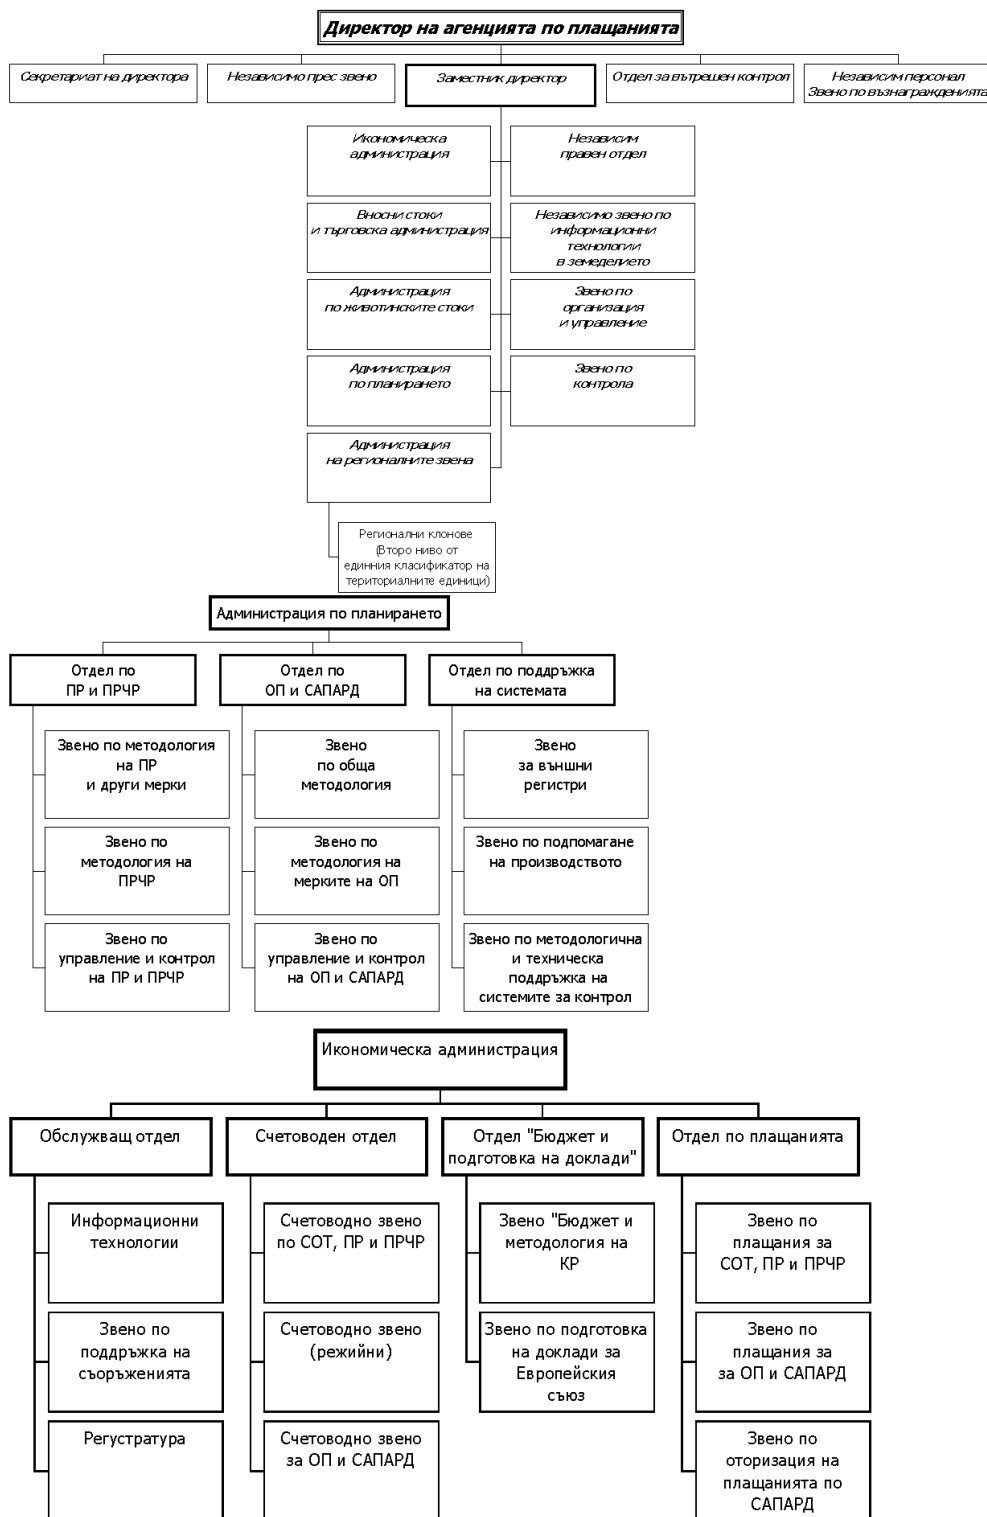 Директор на агенцията по плащанията
Секретариат на директора
Независимо прес звено
Заместник директор
Отдел за вътрешен контрол
Независим персонал
Звено по възнагражденията
Икономическа
администрация
Независим
правен отдел
Вносни стоки
и търговска администрация
Независимо звено по
информационни
технологии
в земеделието
Администрация
по животинските стоки
Звено по
организация
и управление
Администрация
по планирането
Звено по
контрола
Администрация
на регионалните звена
Регионални клонове
(Второ ниво от
единния класификатор на
териториалните единици)
Администрация по планирането
Отдел по
ПР и ПРЧР
Отдел по
ОП и САПАРД
Отдел по поддръжка
на системата
Звено по методология
на ПР
и други мерки
Звено
по обща
методология
Звено
за външни
регистри
Звено по
методология на
ПРЧР
Звено по
методология на
мерките на ОП
Звено по подпомагане
на производството
Звено по
управление и контрол
на ПР и ПРЧР
Звено по
управление и контрол
на ОП и САПАРД
Звено по методологична
и техническа
поддръжка на
системите за контрол
Икономическа администрация
Обслужващ отдел
Счетоводен отдел
Отдел "Бюджет и
подготовка на доклади"
Отдел по плащанията
Информационни
технологии
Счетоводно звено
по СОТ, ПР и ПРЧР
Звено "Бюджет и
методология на
КР
Звено по
плащания за
СОТ, ПР и ПРЧР
Звено по
поддръжка на
съоръженията
Счетоводно звено
(режийни)
Звено по подготовка
на доклади за
Европейския
съюз
Звено по
плащания за
за ОП и САПАРД
Регустратура
Счетоводно звено
за ОП и САПАРД
Звено по
оторизация на
плащанията по
САПАРД